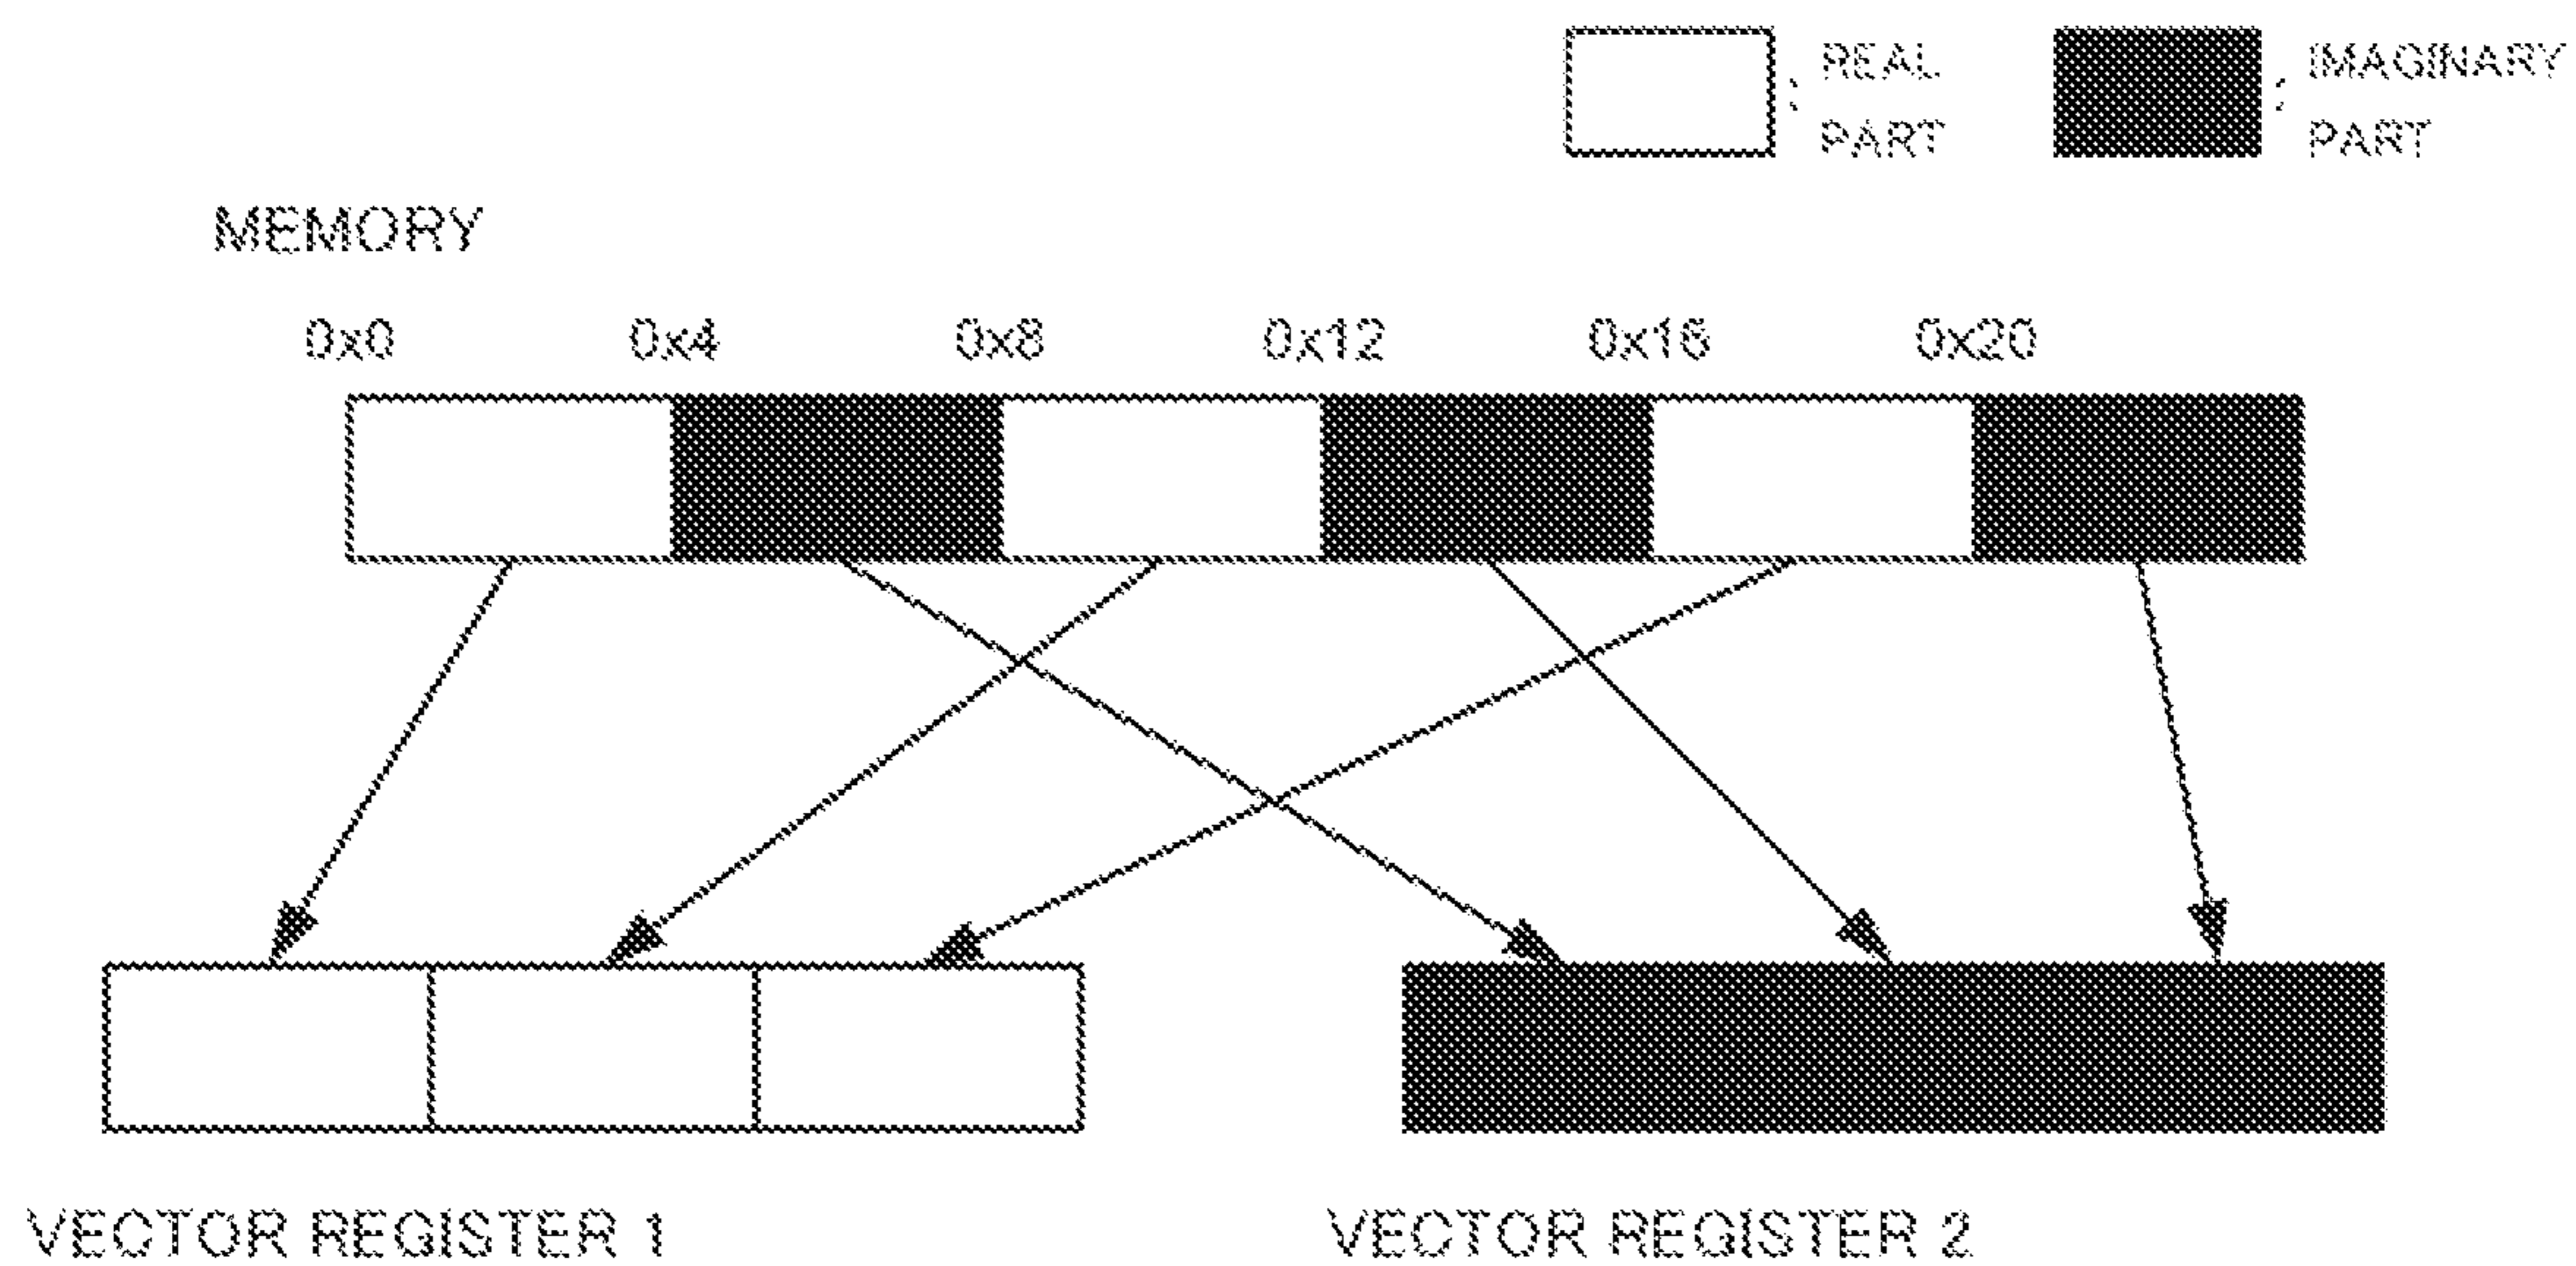 : REAL PART
: IMAGINARY PART
MEMORY
0x0 0x4 0x8 0x12 0x16 0x20
VECTOR REGISTER 1
VECTOR REGISTER 2